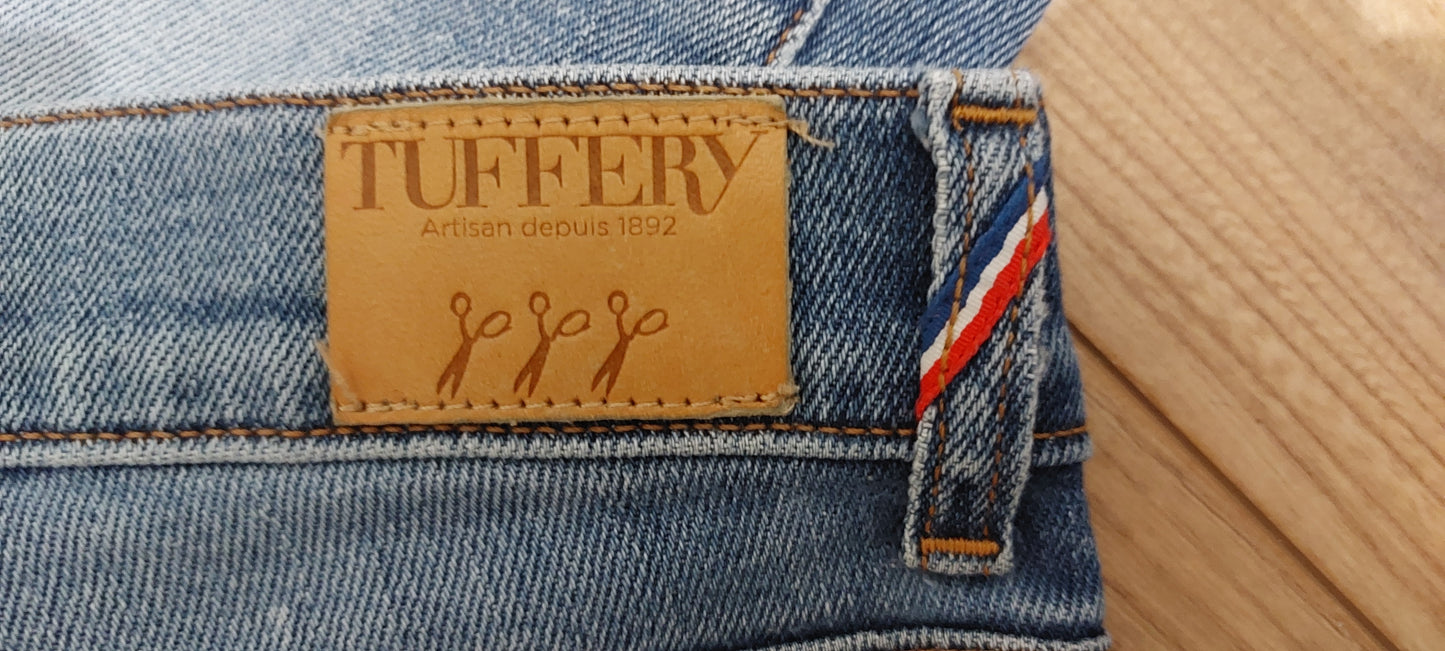 TUFFERY
Artisan depuis 1892